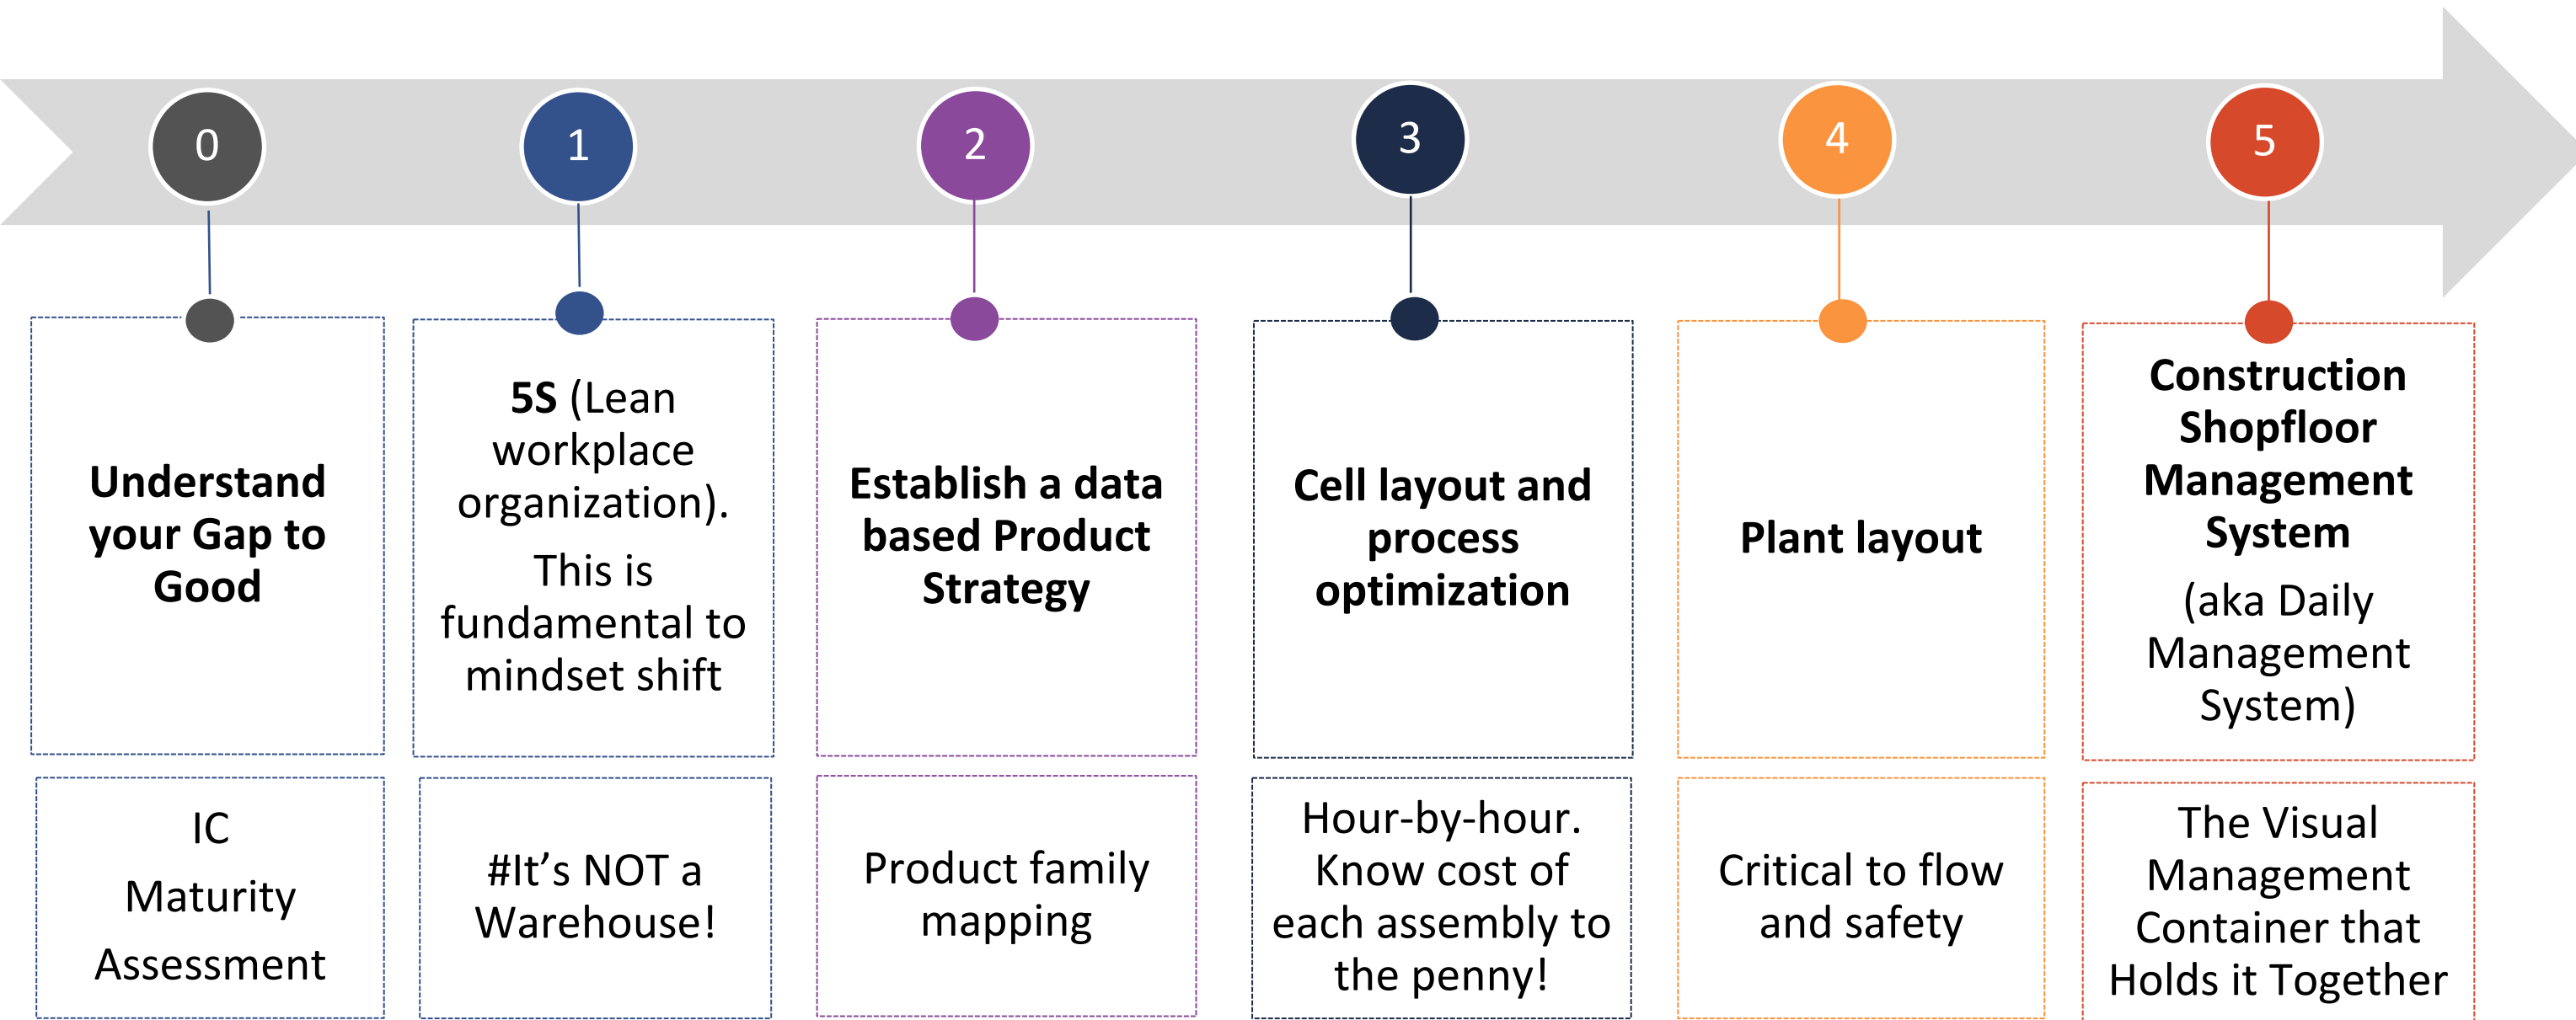 0
1
2
3
4
5
Understand
your Gap to
Good
5S (Lean
workplace
organization).
This is
fundamental to
mindset shift
Establish a data
based Product
Strategy
Cell layout and
process
optimization
Plant layout
Construction
Shopfloor
Management
System
(aka Daily
Management
System)
IC
Maturity
Assessment
#It’s NOT a
Warehouse!
Product family
mapping
Hour-by-hour.
Know cost of
each assembly to
the penny!
Critical to flow
and safety
The Visual
Management
Container that
Holds it Together